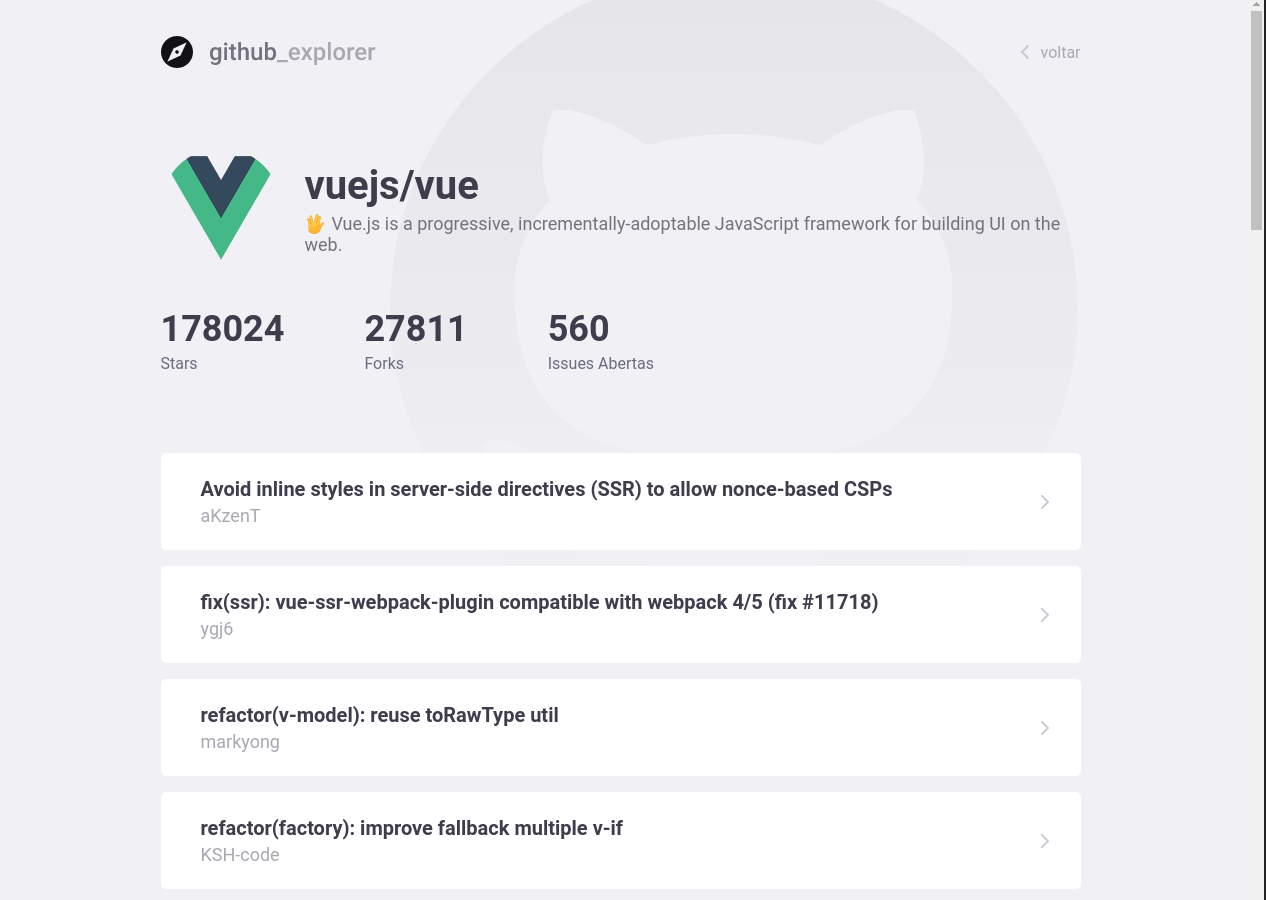 github_explorer
voltar
vuejs/vue
🖖 Vue.js is a progressive, incrementally-adoptable JavaScript framework for building UI on the
web.
178024 27811 560
Stars Forks Issues Abertas
Avoid inline styles in server-side directives (SSR) to allow nonce-based CSPs
aKzenT
fix(ssr): vue-ssr-webpack-plugin compatible with webpack 4/5 (fix #11718)
ygj6
refactor(v-model): reuse toRawType util
markyong
refactor(factory): improve fallback multiple v-if
KSH-code